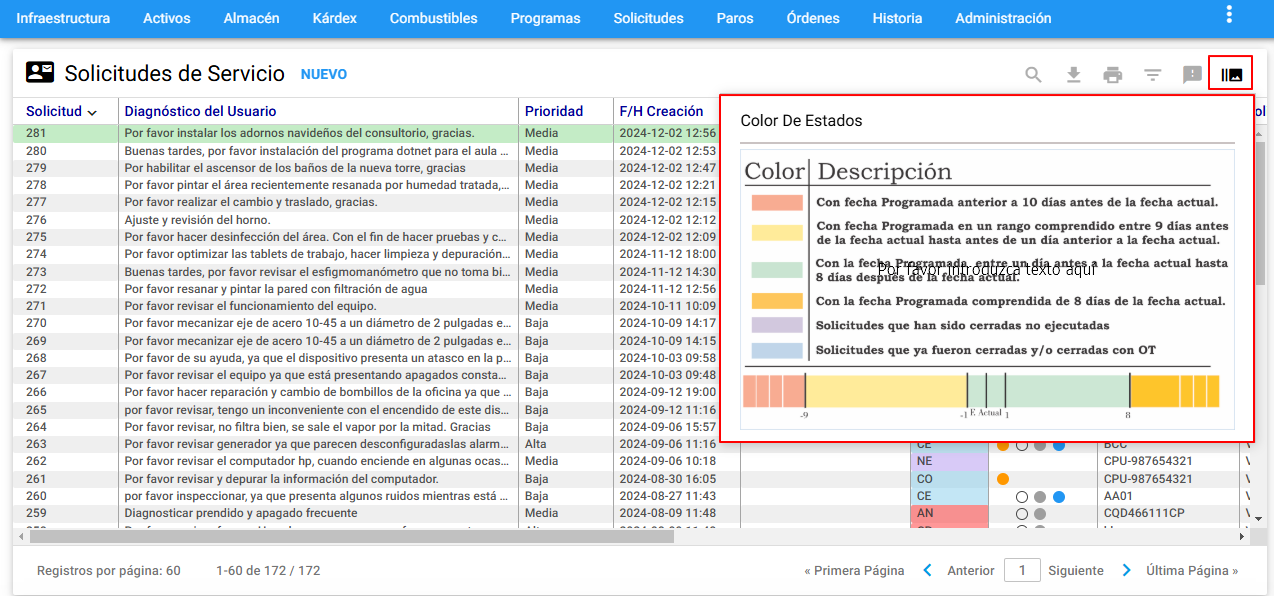 Infraestructura Activos Almacén Kárdex Combustibles Programas Solicitudes Paros Órdenes Historia Administración
Solicitudes de Servicio NUEVO
Solicitud Diagnóstico del Usuario Prioridad F/H Creación
281 Por favor instalar los adornos navideños del consultorio, gracias. Media 2024-12-02 12:56
280 Buenas tardes, por favor instalación del programa dotnet para el aula ... Media 2024-12-02 12:53
279 Por habilitar el ascensor de los baños de la nueva torre, gracias Media 2024-12-02 12:47
278 Por favor pintar el área recientemente resanada por humedad tratada,... Media 2024-12-02 12:21
277 Por favor realizar el cambio y traslado, gracias. Media 2024-12-02 12:15
276 Ajuste y revisión del horno. Media 2024-12-02 12:12
275 Por favor hacer desinfección del área. Con el fin de hacer pruebas y c... Media 2024-12-02 12:09
274 Por favor optimizar las tablets de trabajo, hacer limpieza y depuración... Media 2024-11-12 18:00
273 Buenas tardes, por favor revisar el esfigmomanómetro que no toma bi... Media 2024-11-12 14:30
272 Por favor resanar y pintar la pared con filtración de agua Media 2024-11-12 12:56
271 Por favor revisar el funcionamiento del equipo. Media 2024-10-11 10:09
270 Por favor mecanizar eje de acero 10-45 a un diámetro de 2 pulgadas e... Baja 2024-10-09 14:17
269 Por favor mecanizar eje de acero 10-45 a un diámetro de 2 pulgadas e... Baja 2024-10-09 14:15
268 Por favor de su ayuda, ya que el dispositivo presenta un atasco en la p... Baja 2024-10-03 09:58
267 Por favor revisar el equipo ya que está presentando apagados consta... Baja 2024-10-03 09:48
266 Por favor hacer reparación y cambio de bombillos de la oficina ya que ... Baja 2024-09-12 19:00
265 por favor revisar, tengo un inconveniente con el encendido de este dis... Baja 2024-09-12 11:16
264 Por favor revisar, no filtra bien, se sale el vapor por la mitad. Gracias Baja 2024-09-06 15:57
263 Por favor revisar generador ya que parecen desconfiguradaslas alarm... Alta 2024-09-06 11:16 CE BCC
262 Por favor revisar el computador hp, cuando enciende en algunas ocas... Media 2024-09-06 10:18 NE CPU-987654321
261 Por favor revisar y depurar la información del computador. Baja 2024-08-30 16:05 CO CPU-987654321
260 por favor inspeccionar, ya que presenta algunos ruidos mientras está ... Baja 2024-08-27 11:43 CE AA01
259 Diagnosticar prendido y apagado frecuente Media 2024-08-09 11:48 AN CQD466111CP
Color De Estados
Color Descripción
Con fecha Programada anterior a 10 días antes de la fecha actual.
Con fecha Programada en un rango comprendido entre 9 días antes
de la fecha actual hasta antes de un día anterior a la fecha actual.
Con la fecha Programada, entre un día antes a la fecha actual hasta
8 días después de la fecha actual.
Por favor introduzca texto aquí
Con la fecha Programada comprendida de 8 días de la fecha actual.
Solicitudes que han sido cerradas no ejecutadas
Solicitudes que ya fueron cerradas y/o cerradas con OT
-9 -1 F. Actual 1 8
Registros por página: 60 1-60 de 172 / 172 « Primera Página Anterior 1 Siguiente Última Página »